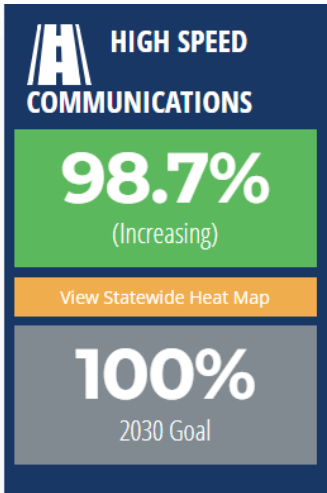 HIGH SPEED
COMMUNICATIONS
98.7%
(Increasing)
View Statewide Heat Map
100%
2030 Goal